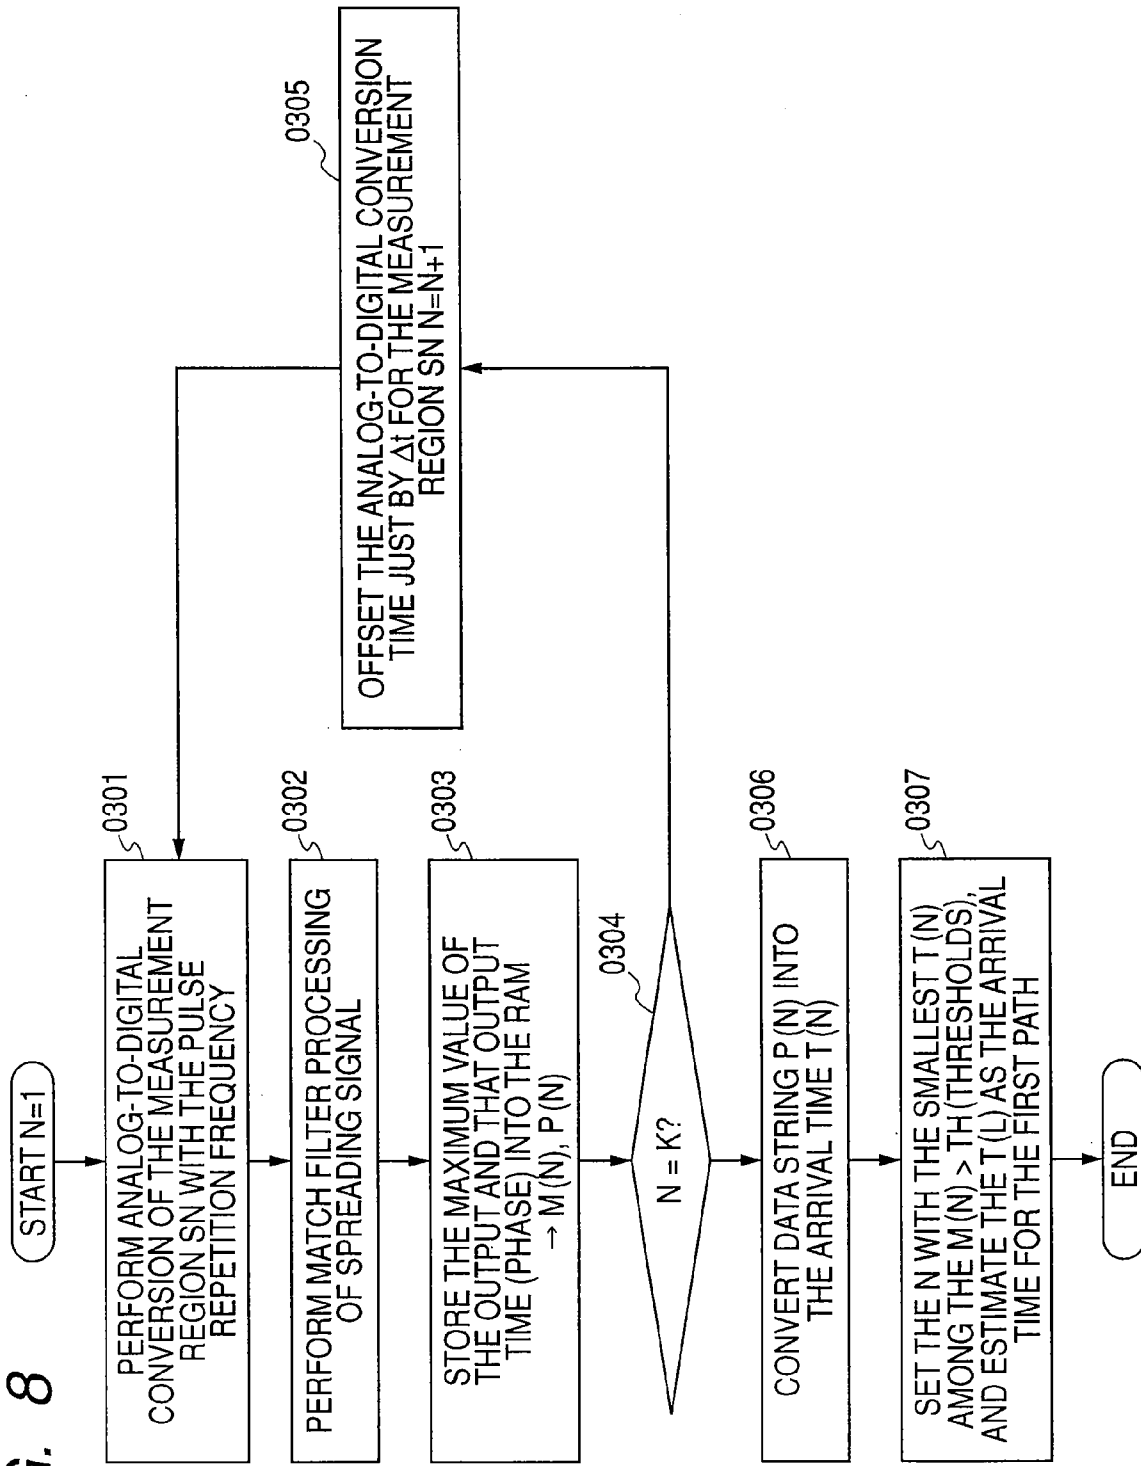 G. 8
START N=1
0301
PERFORM ANALOG-TO-DIGITAL
CONVERSION OF THE MEASUREMENT
REGION SN WITH THE PULSE
REPETITION FREQUENCY
0302
PERFORM MATCH FILTER PROCESSING
OF SPREADING SIGNAL
0303
STORE THE MAXIMUM VALUE OF
THE OUTPUT AND THAT OUTPUT
TIME (PHASE) INTO THE RAM
→ M (N), P (N)
0304
N = K?
0305
OFFSET THE ANALOG-TO-DIGITAL CONVERSION
TIME JUST BY Δt FOR THE MEASUREMENT
REGION SN N=N+1
0306
CONVERT DATA STRING P (N) INTO
THE ARRIVAL TIME T (N)
0307
SET THE N WITH THE SMALLEST T (N)
AMONG THE M (N) > TH (THRESHOLDS),
AND ESTIMATE THE T (L) AS THE ARRIVAL
TIME FOR THE FIRST PATH
END